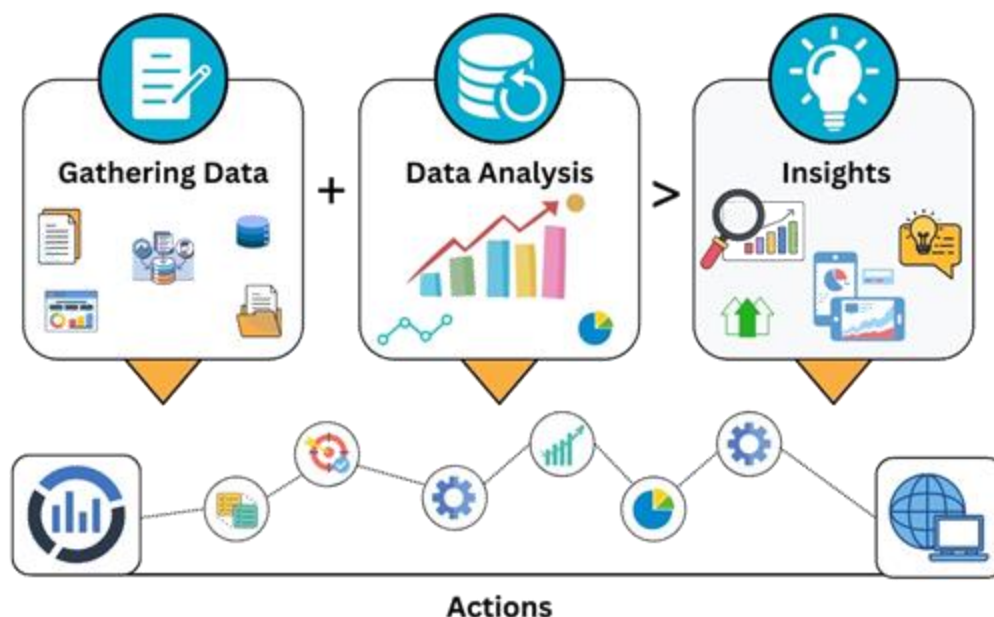 Gathering Data
+
Data Analysis
>
Insights
Actions